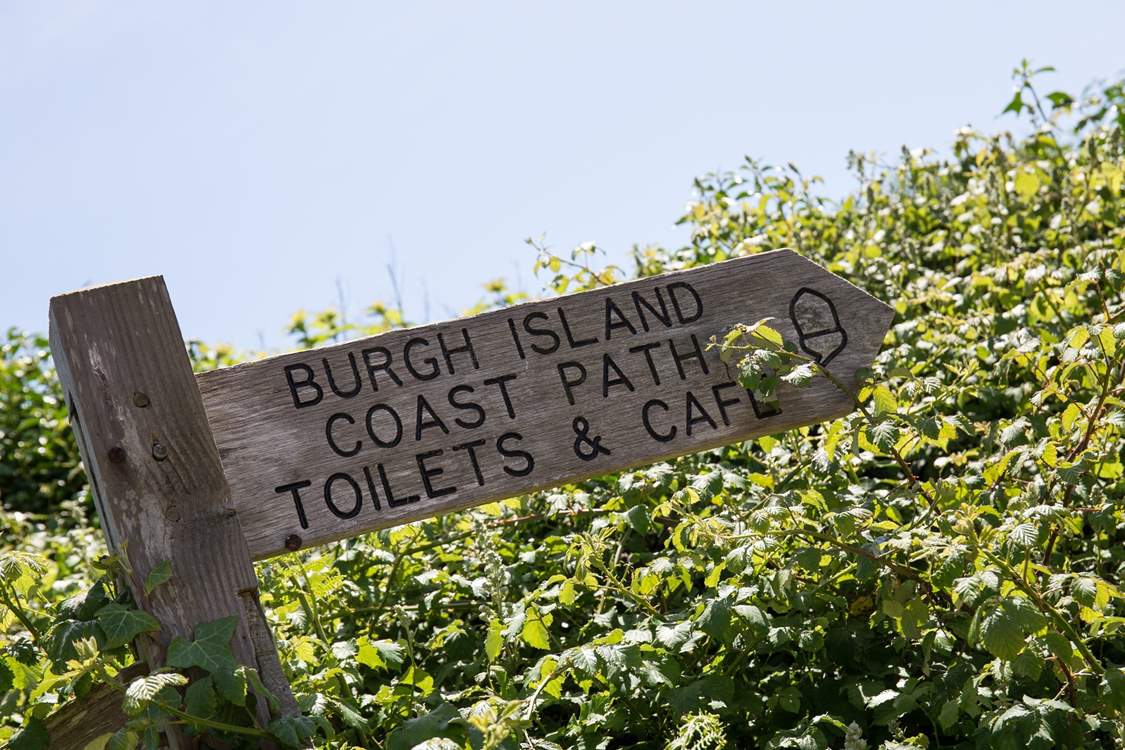 BURGH ISLAND
COAST PATH
TOILETS & CAFE